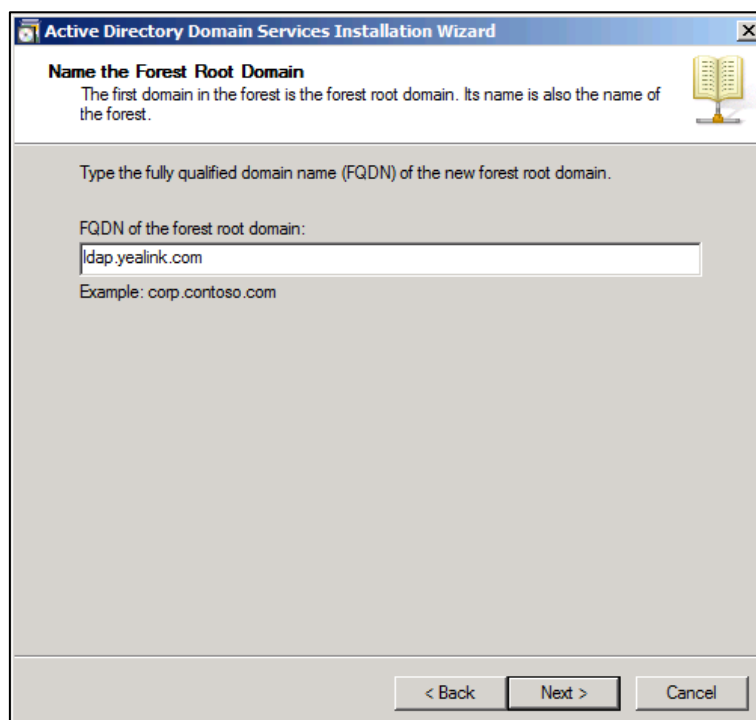 Active Directory Domain Services Installation Wizard
Name the Forest Root Domain
The first domain in the forest is the forest root domain. Its name is also the name of
the forest.
Type the fully qualified domain name (FQDN) of the new forest root domain.
FQDN of the forest root domain:
ldap.yealink.com
Example: corp.contoso.com
< Back
Next >
Cancel